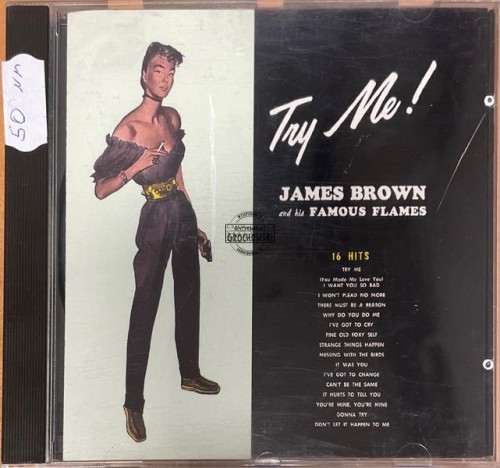 50 NM
Try Me!
JAMES BROWN
and his FAMOUS FLAMES
GROCHOWSKI
16 HITS
TRY ME
(You Made Me Love You)
I WANT YOU SO BAD
I WON'T PLEAD NO MORE
THERE MUST BE A REASON
WHY DO YOU DO ME
I'VE GOT TO CRY
FINE OLD FOXY SELF
STRANGE THINGS HAPPEN
MESSING WITH THE BIRDS
IT WAS YOU
I'VE GOT TO CHANGE
CAN'T BE THE SAME
IT HURTS TO TELL YOU
YOU'RE MINE, YOU'RE MINE
GONNA TRY
DON'T LET IT HAPPEN TO ME